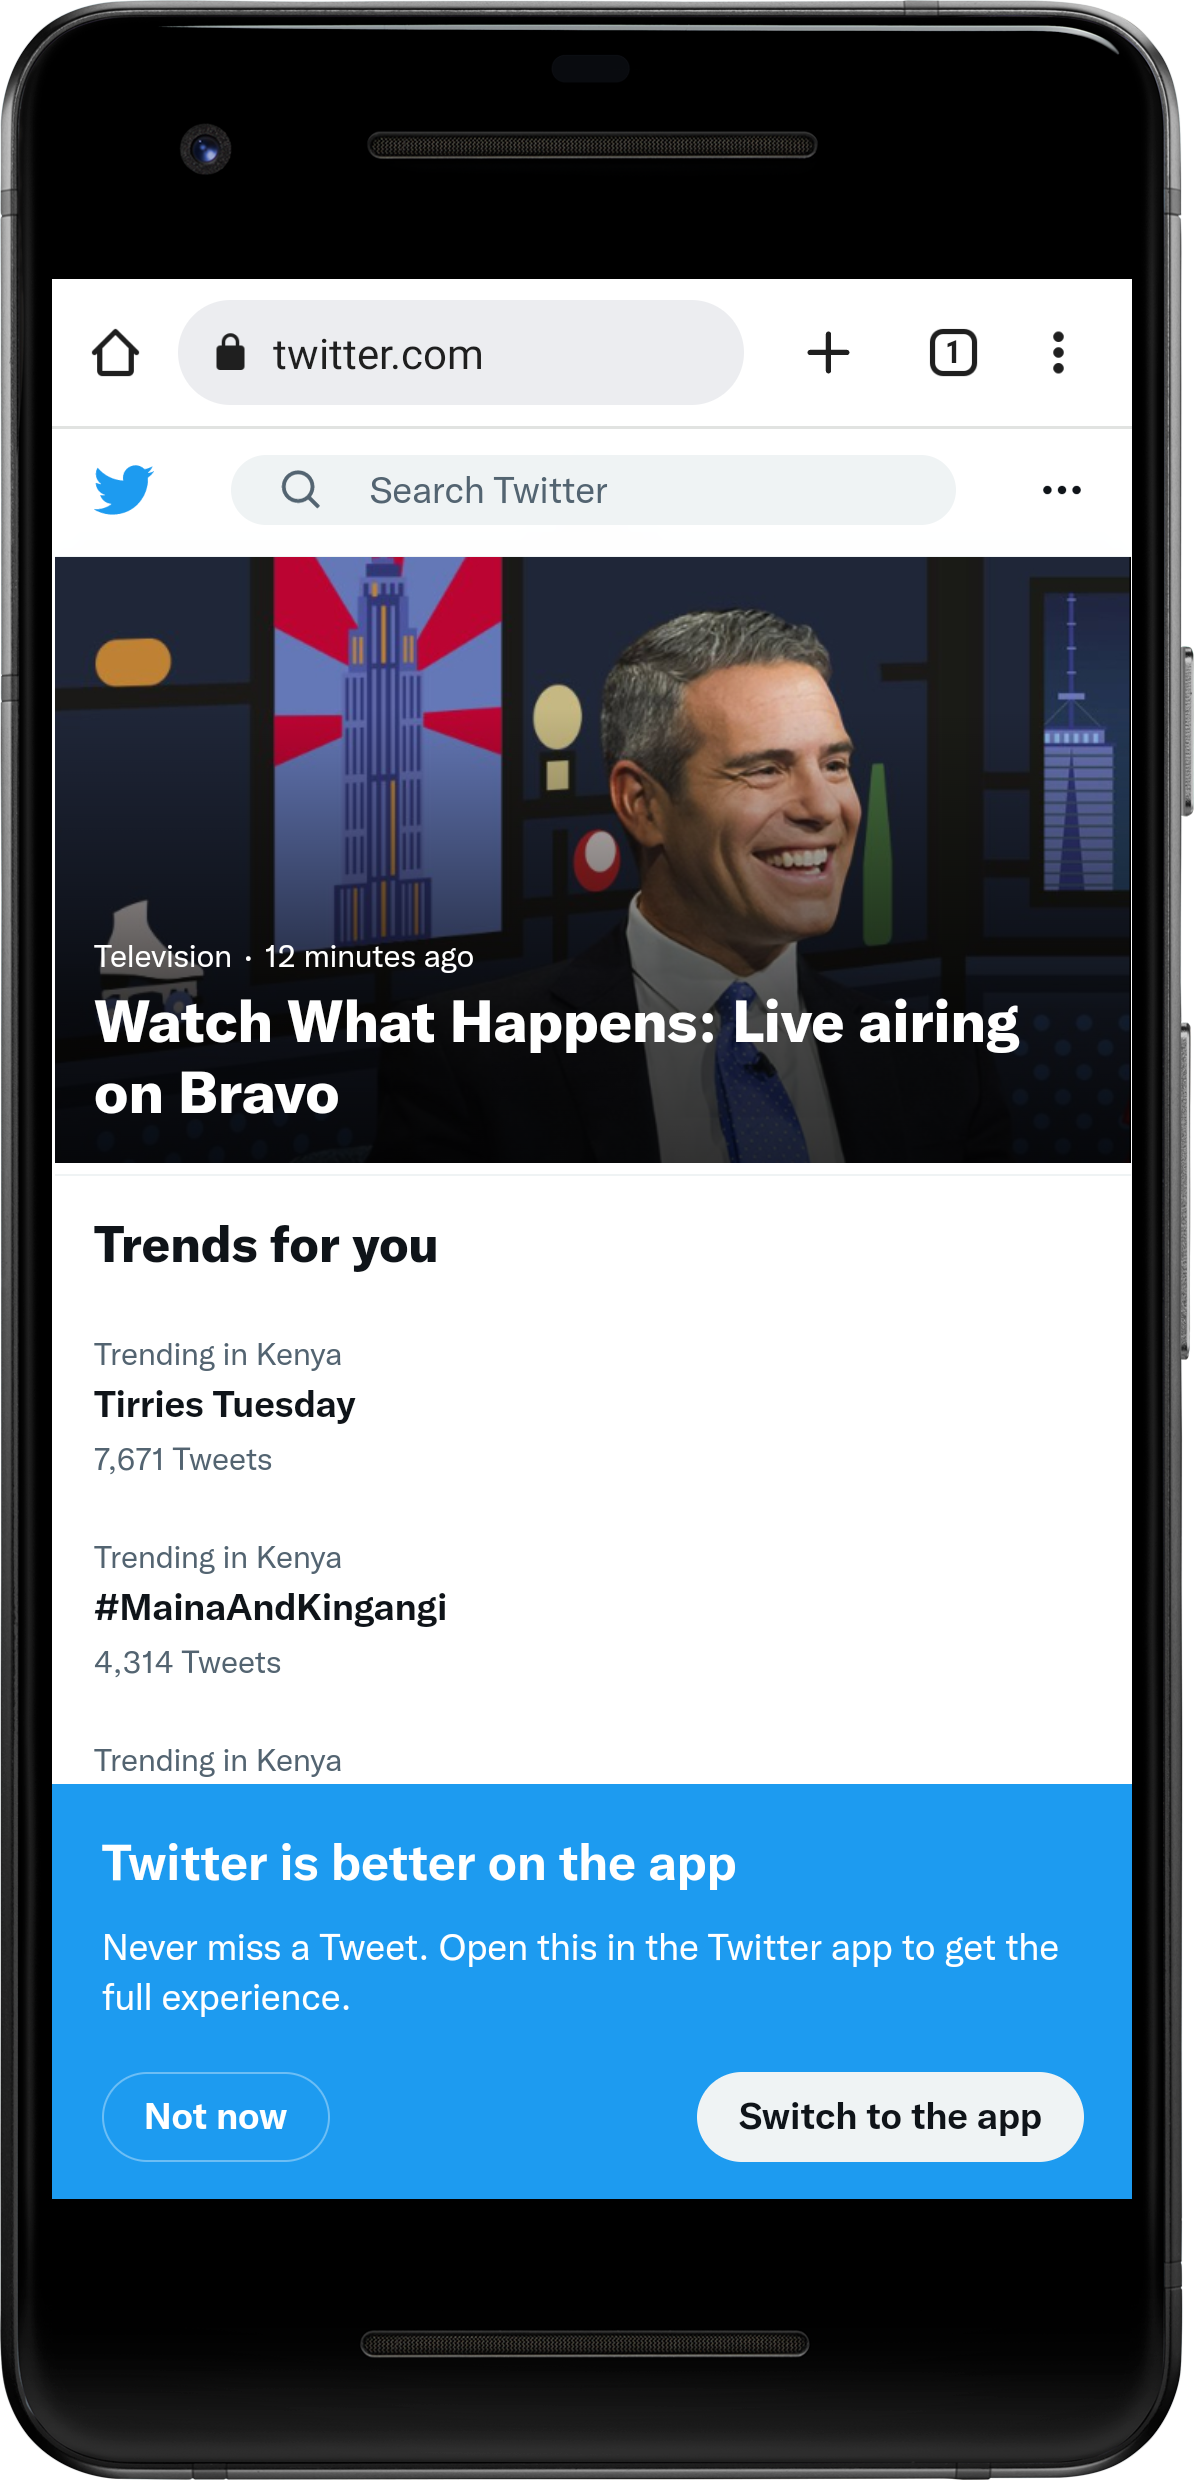 twitter.com
1
Search Twitter
Television · 12 minutes ago
Watch What Happens: Live airing
on Bravo
Trends for you
Trending in Kenya
Tirries Tuesday
7,671 Tweets
Trending in Kenya
#MainaAndKingangi
4,314 Tweets
Trending in Kenya
Twitter is better on the app
Never miss a Tweet. Open this in the Twitter app to get the
full experience.
Not now
Switch to the app